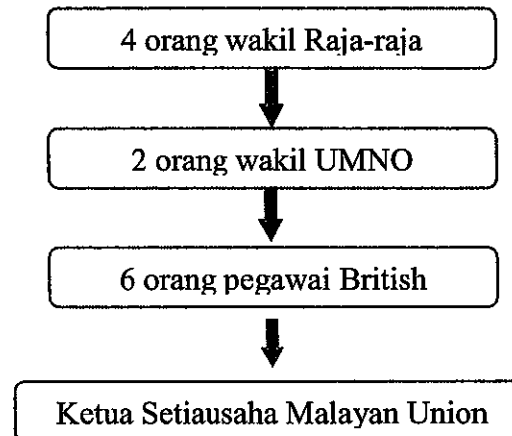 4 orang wakil Raja-raja
2 orang wakil UMNO
6 orang pegawai British
Ketua Setiausaha Malayan Union